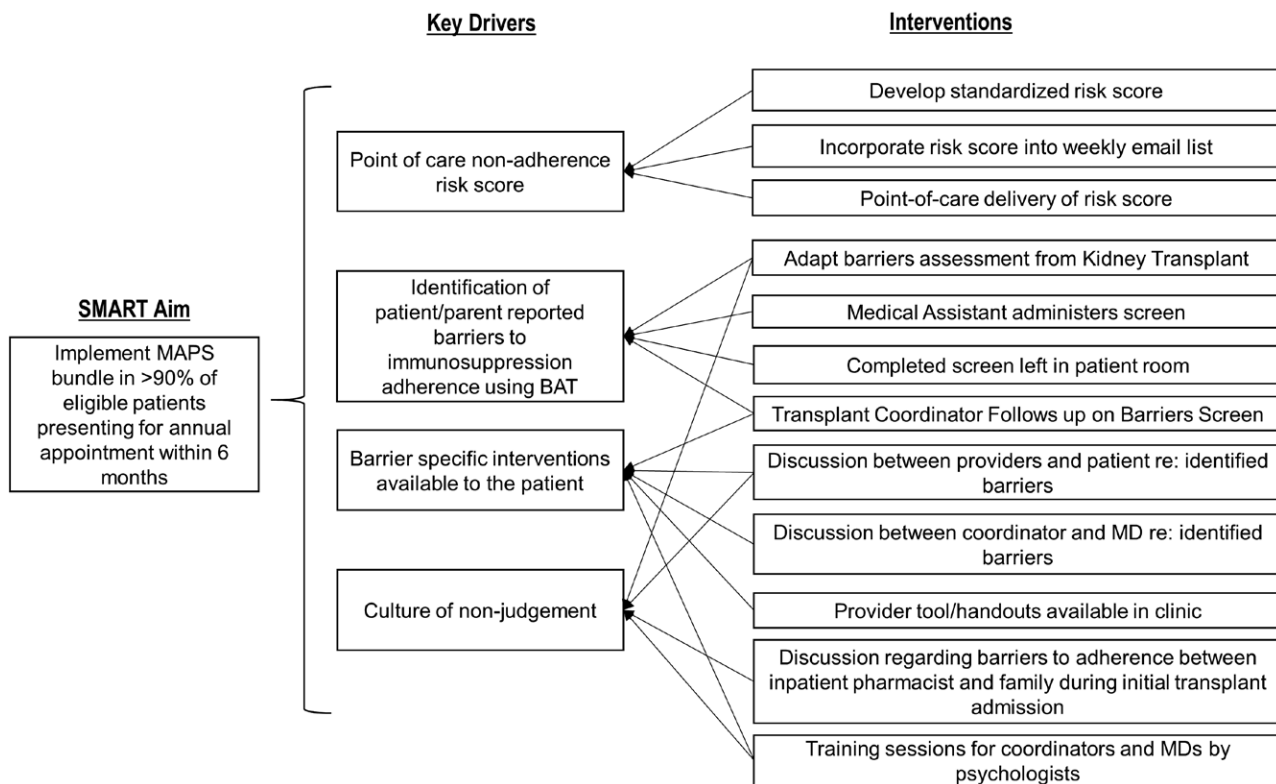 Key Drivers
Interventions
SMART Aim
Implement MAPS
bundle in >90% of
eligible patients
presenting for annual
appointment within 6
months
Point of care non-adherence
risk score
Identification of
patient/parent reported
barriers to
immunosuppression
adherence using BAT
Barrier specific interventions
available to the patient
Culture of non-judgement
Develop standardized risk score
Incorporate risk score into weekly email list
Point-of-care delivery of risk score
Adapt barriers assessment from Kidney Transplant
Medical Assistant administers screen
Completed screen left in patient room
Transplant Coordinator Follows up on Barriers Screen
Discussion between providers and patient re: identified
barriers
Discussion between coordinator and MD re: identified
barriers
Provider tool/handouts available in clinic
Discussion regarding barriers to adherence between
inpatient pharmacist and family during initial transplant
admission
Training sessions for coordinators and MDs by
psychologists